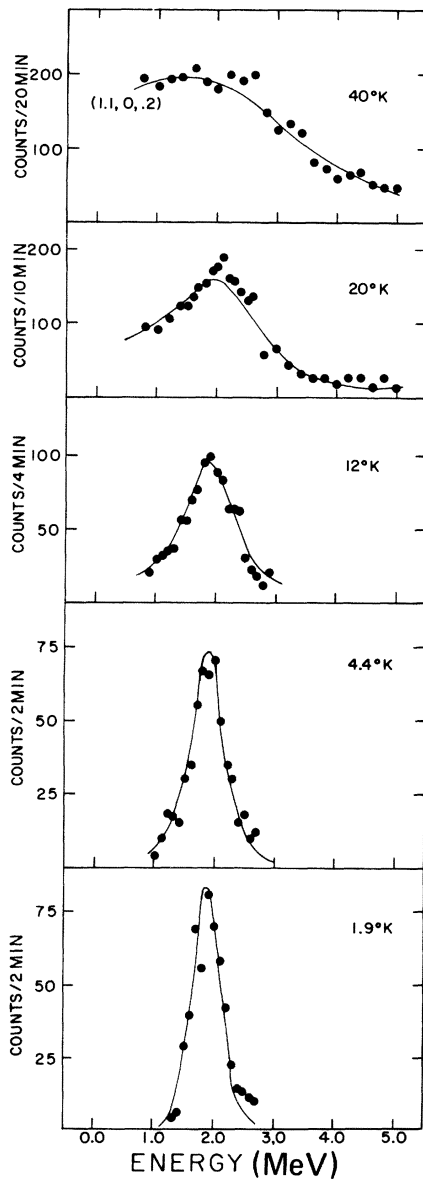 COUNTS/20 MIN
200
100
(1.1, 0, .2)
40°K
COUNTS/10 MIN
200
100
20°K
COUNTS/4 MIN
100
50
12°K
COUNTS/2 MIN
75
50
25
4.4°K
COUNTS/2 MIN
75
50
25
1.9°K
0.0 1.0 2.0 3.0 4.0 5.0
ENERGY (MeV)